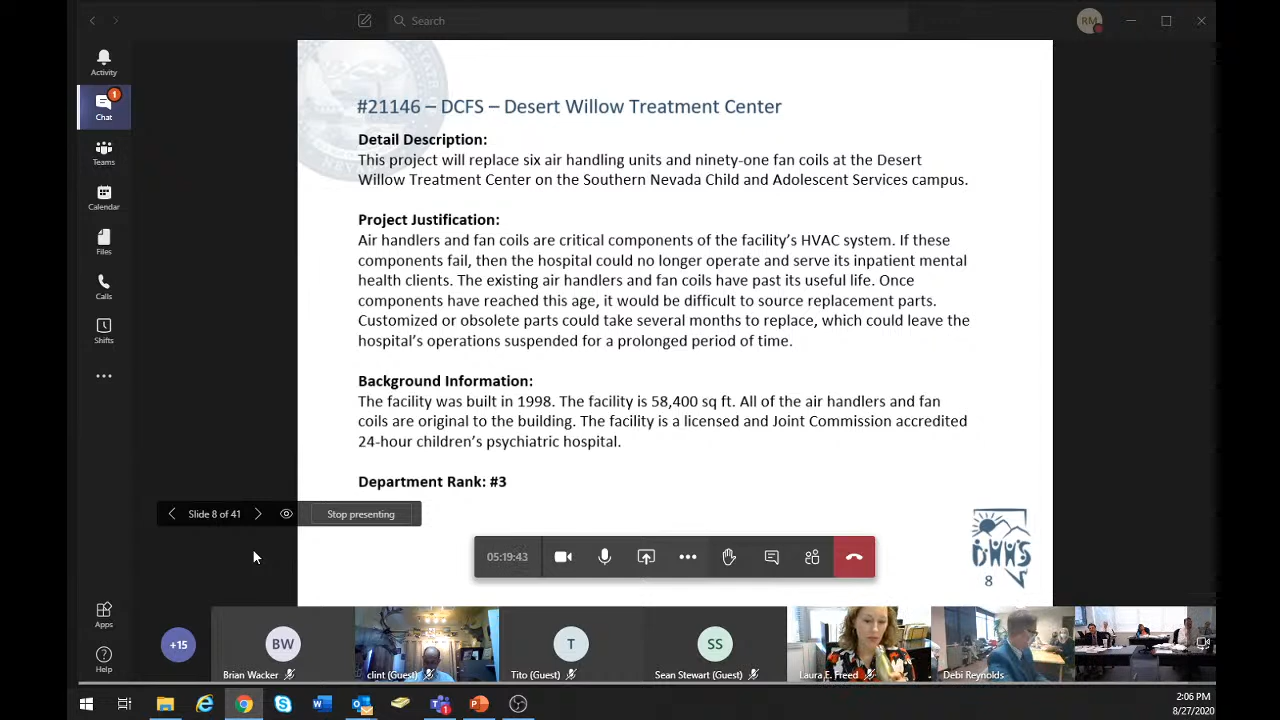 Search
RM
Activity
1
Chat
Teams
Calendar
Files
Calls
Shifts
Apps
Help
#21146 – DCFS – Desert Willow Treatment Center
Detail Description:
This project will replace six air handling units and ninety-one fan coils at the Desert
Willow Treatment Center on the Southern Nevada Child and Adolescent Services campus.
Project Justification:
Air handlers and fan coils are critical components of the facility's HVAC system. If these
components fail, then the hospital could no longer operate and serve its inpatient mental
health clients. The existing air handlers and fan coils have past its useful life. Once
components have reached this age, it would be difficult to source replacement parts.
Customized or obsolete parts could take several months to replace, which could leave the
hospital's operations suspended for a prolonged period of time.
Background Information:
The facility was built in 1998. The facility is 58,400 sq ft. All of the air handlers and fan
coils are original to the building. The facility is a licensed and Joint Commission accredited
24-hour children's psychiatric hospital.
Department Rank: #3
Slide 8 of 41
Stop presenting
05:19:43
DHHS
8
+15
BW
Brian Wacker
clint (Guest)
T
Tito (Guest)
SS
Sean Stewart (Guest)
Laura E. Freed
Debi Reynolds
2:06 PM
8/27/2020